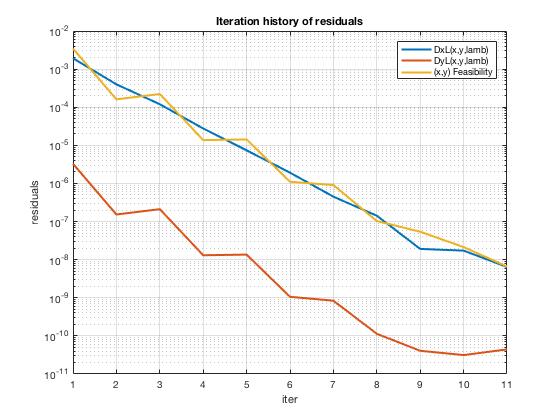 Iteration history of residuals
DxL(x,y,lamb)
DyL(x,y,lamb)
(x,y) Feasibility
residuals
10-2
10-3
10-4
10-5
10-6
10-7
10-8
10-9
10-10
10-11
1 2 3 4 5 6 7 8 9 10 11
iter